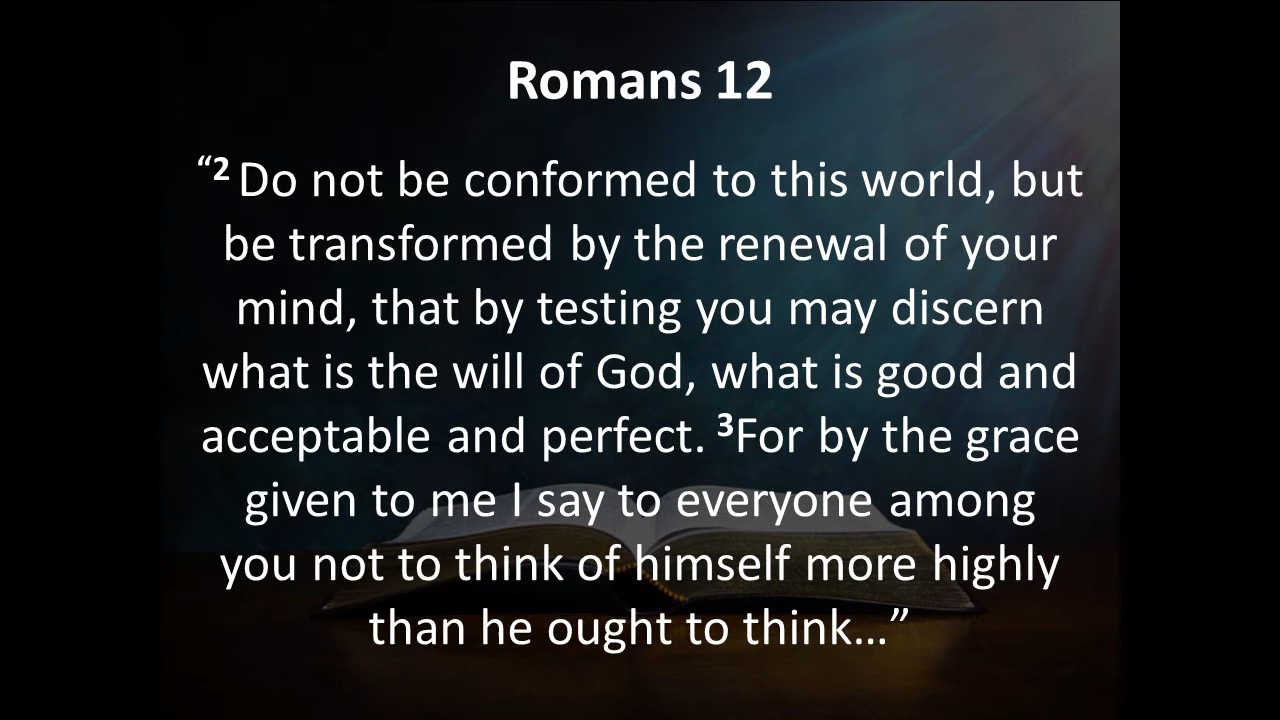 Romans 12
“2 Do not be conformed to this world, but
be transformed by the renewal of your
mind, that by testing you may discern
what is the will of God, what is good and
acceptable and perfect. 3For by the grace
given to me I say to everyone among
you not to think of himself more highly
than he ought to think…”